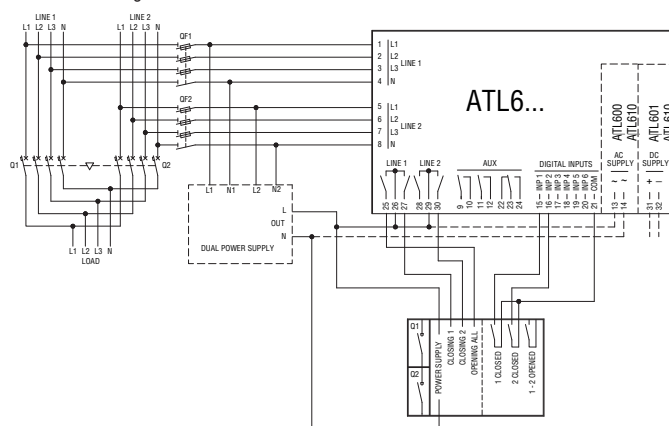 LINE 1 LINE 2
L1 L2 L3 N L1 L2 L3 N
QF1
1 L1
2 L2
3 L3
4 N
LINE 1
QF2
5 L1
6 L2
7 L3
8 N
LINE 2
ATL6...
ATL600
ATL610
ATL601
ATL610
AC
SUPPLY
DC
SUPPLY
~ ~
+ –
Q1 Q2
LINE 1 LINE 2 AUX DIGITAL INPUTS
INP 1
INP 2
INP 3
INP 4
INP 5
INP 6
COM
25 26 27 28 29 30 9 10 11 12 22 23 24 15 16 17 18 19 20 21 13 14 31 32
L1 N1 L2 N2
L
OUT
N
DUAL POWER SUPPLY
L1 L2 L3 N
LOAD
Q1
Q2
POWER SUPPLY
CLOSING 1
CLOSING 2
OPENING ALL
1 CLOSED
2 CLOSED
1 - 2 OPENED